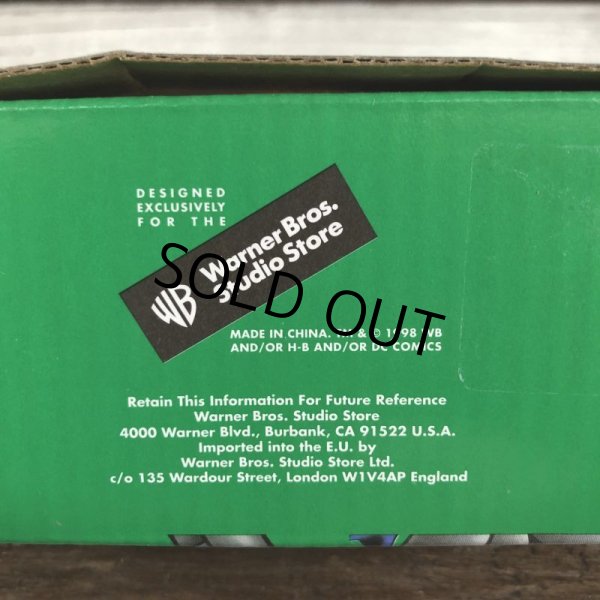 DESIGNED
EXCLUSIVELY
FOR THE
WB
Warner Bros.
Studio Store
SOLD OUT
MADE IN CHINA. TM & © 1998 WB
AND/OR H-B AND/OR DC COMICS
Retain This Information For Future Reference
Warner Bros. Studio Store
4000 Warner Blvd., Burbank, CA 91522 U.S.A.
Imported into the E.U. by
Warner Bros. Studio Store Ltd.
c/o 135 Wardour Street, London W1V4AP England